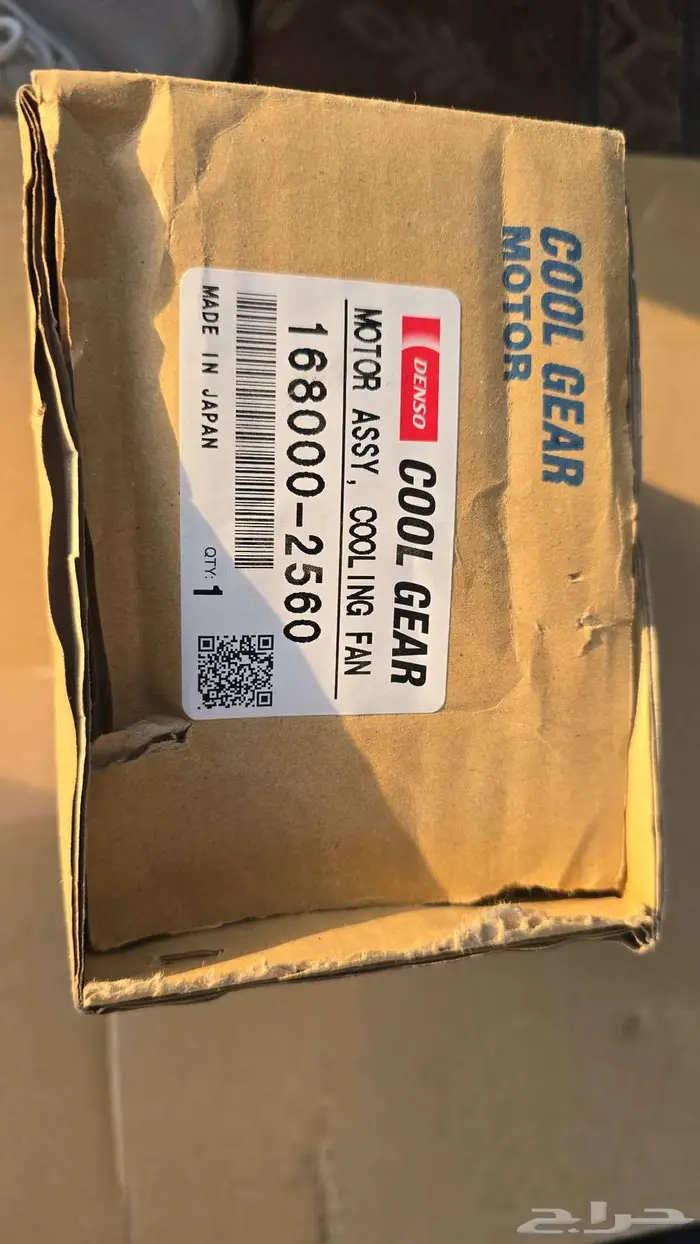 COOL GEAR
MOTOR
DENSO
COOL GEAR
MOTOR ASSY, COOLING FAN
168000-2560
MADE IN JAPAN
QTY: 1
حراج